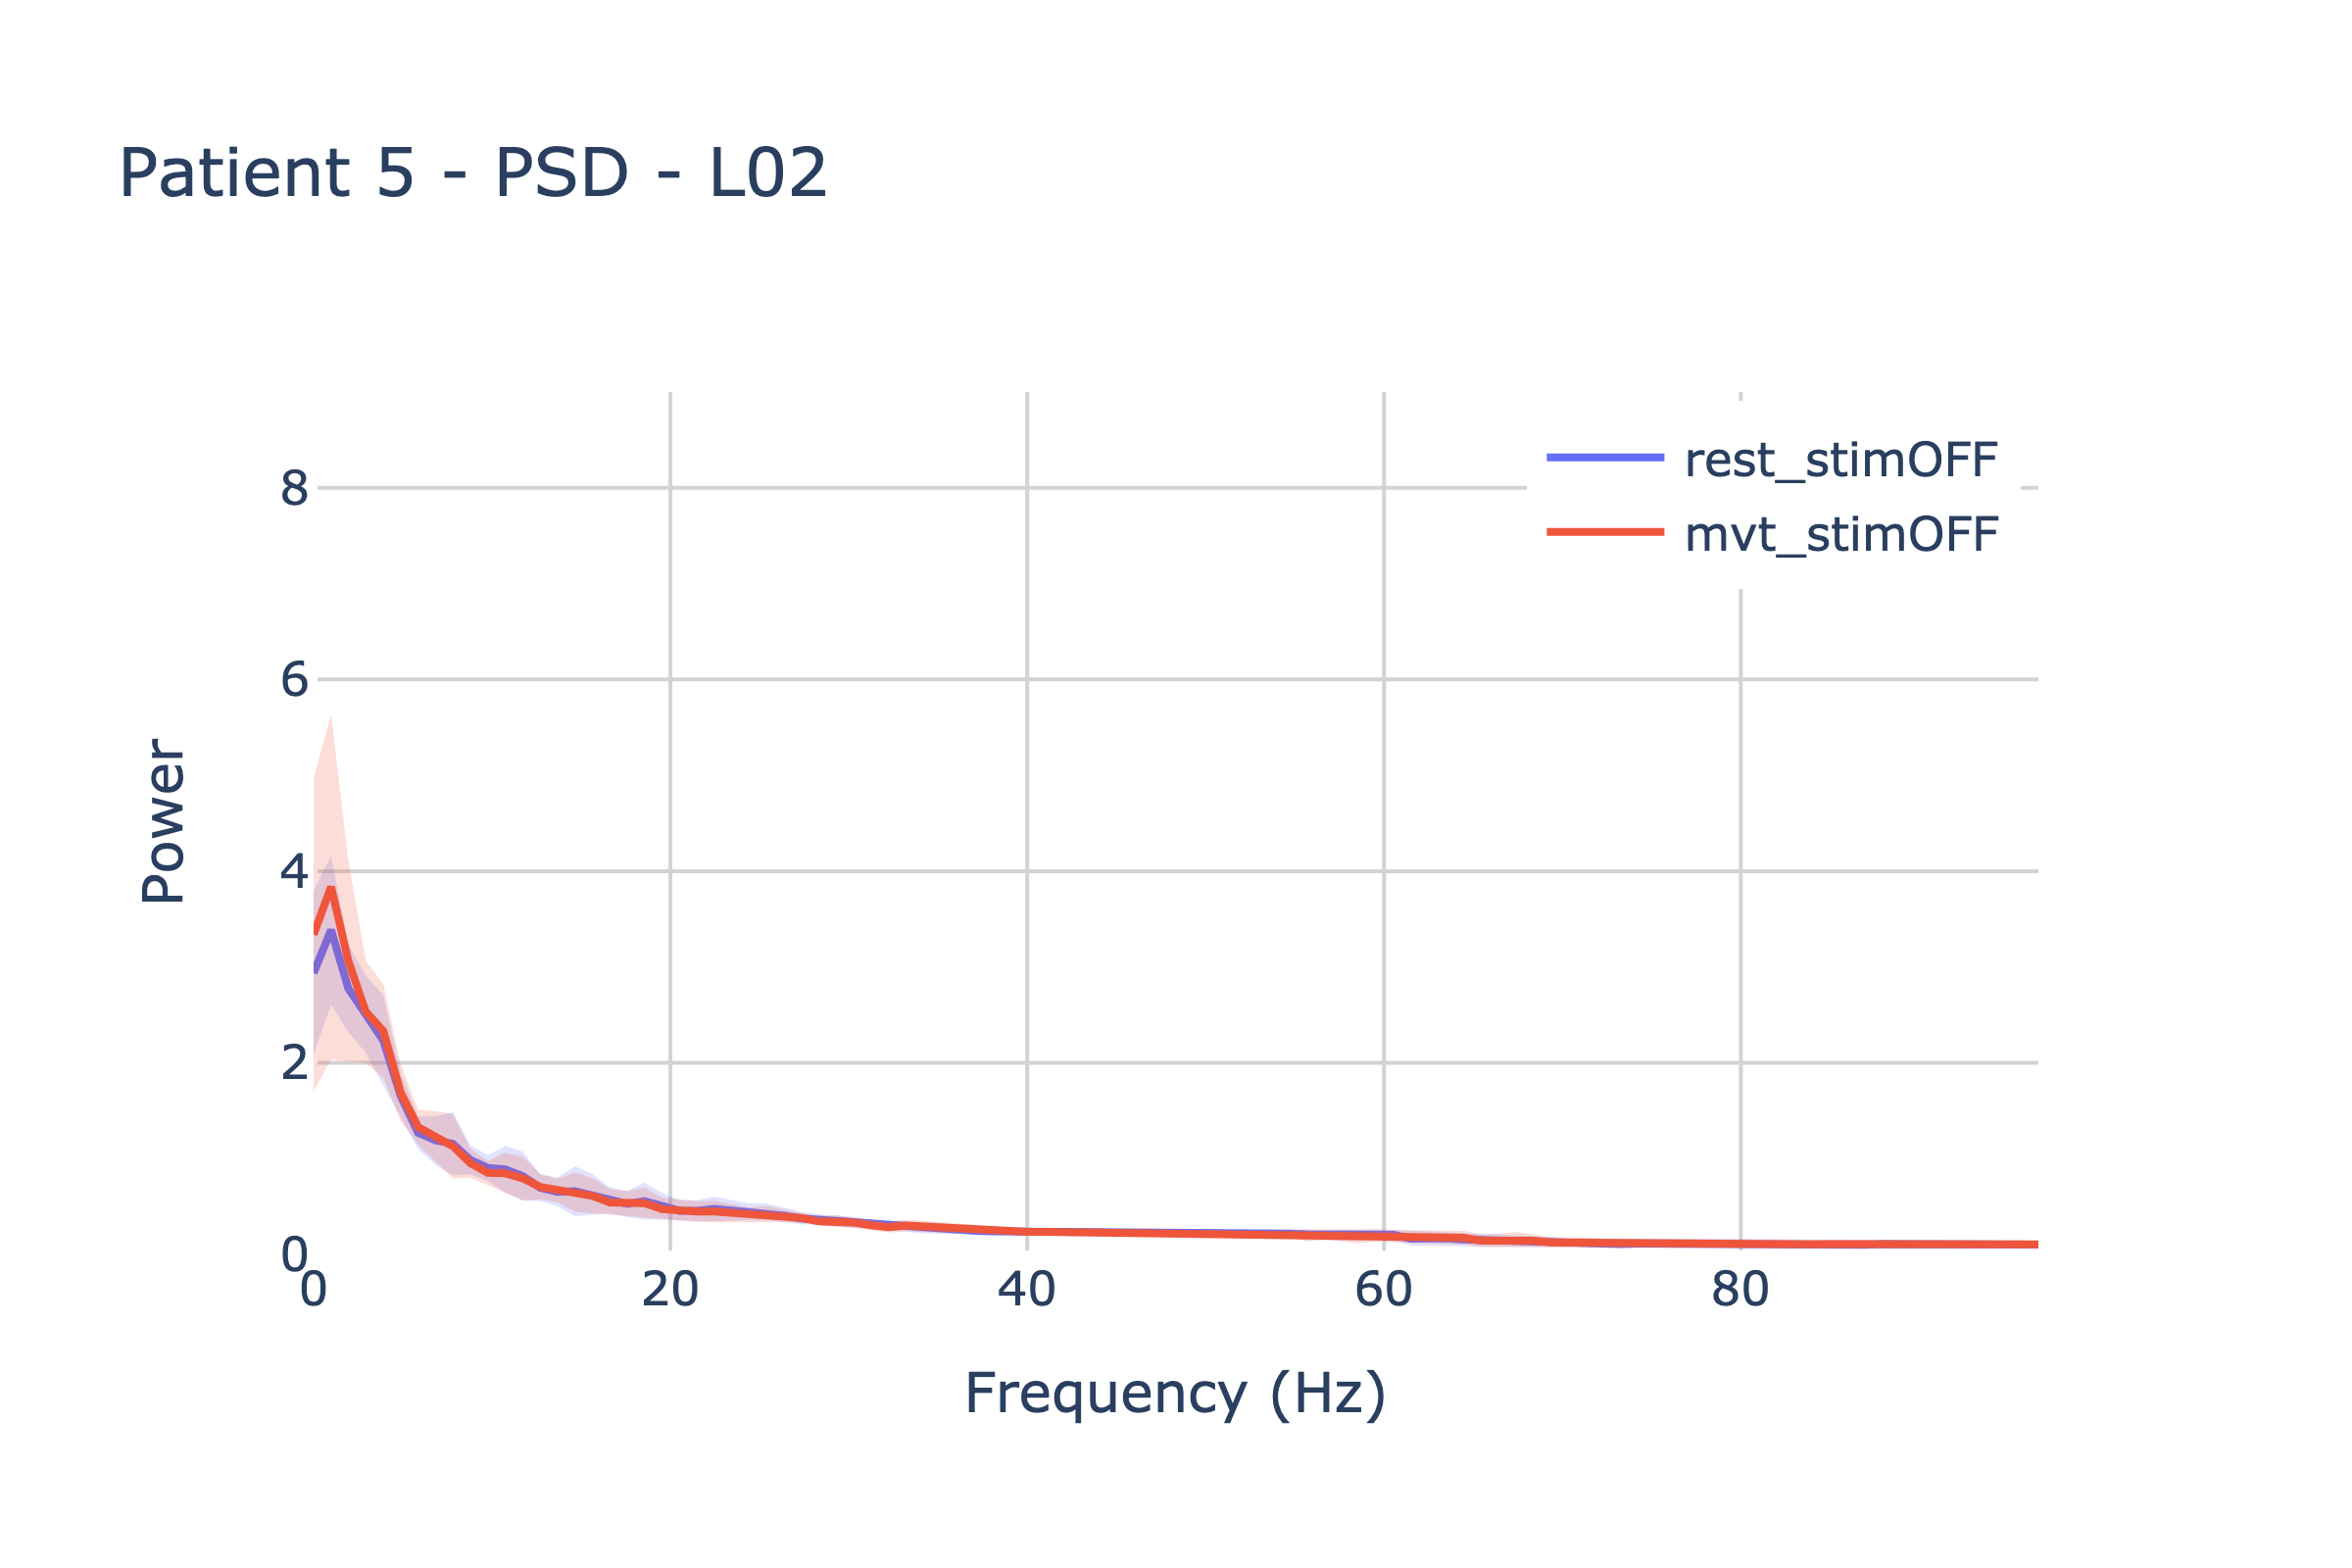 Patient 5 - PSD - L02
rest_stimOFF
mvt_stimOFF
8
6
4
2
0
Power
0 20 40 60 80
Frequency (Hz)